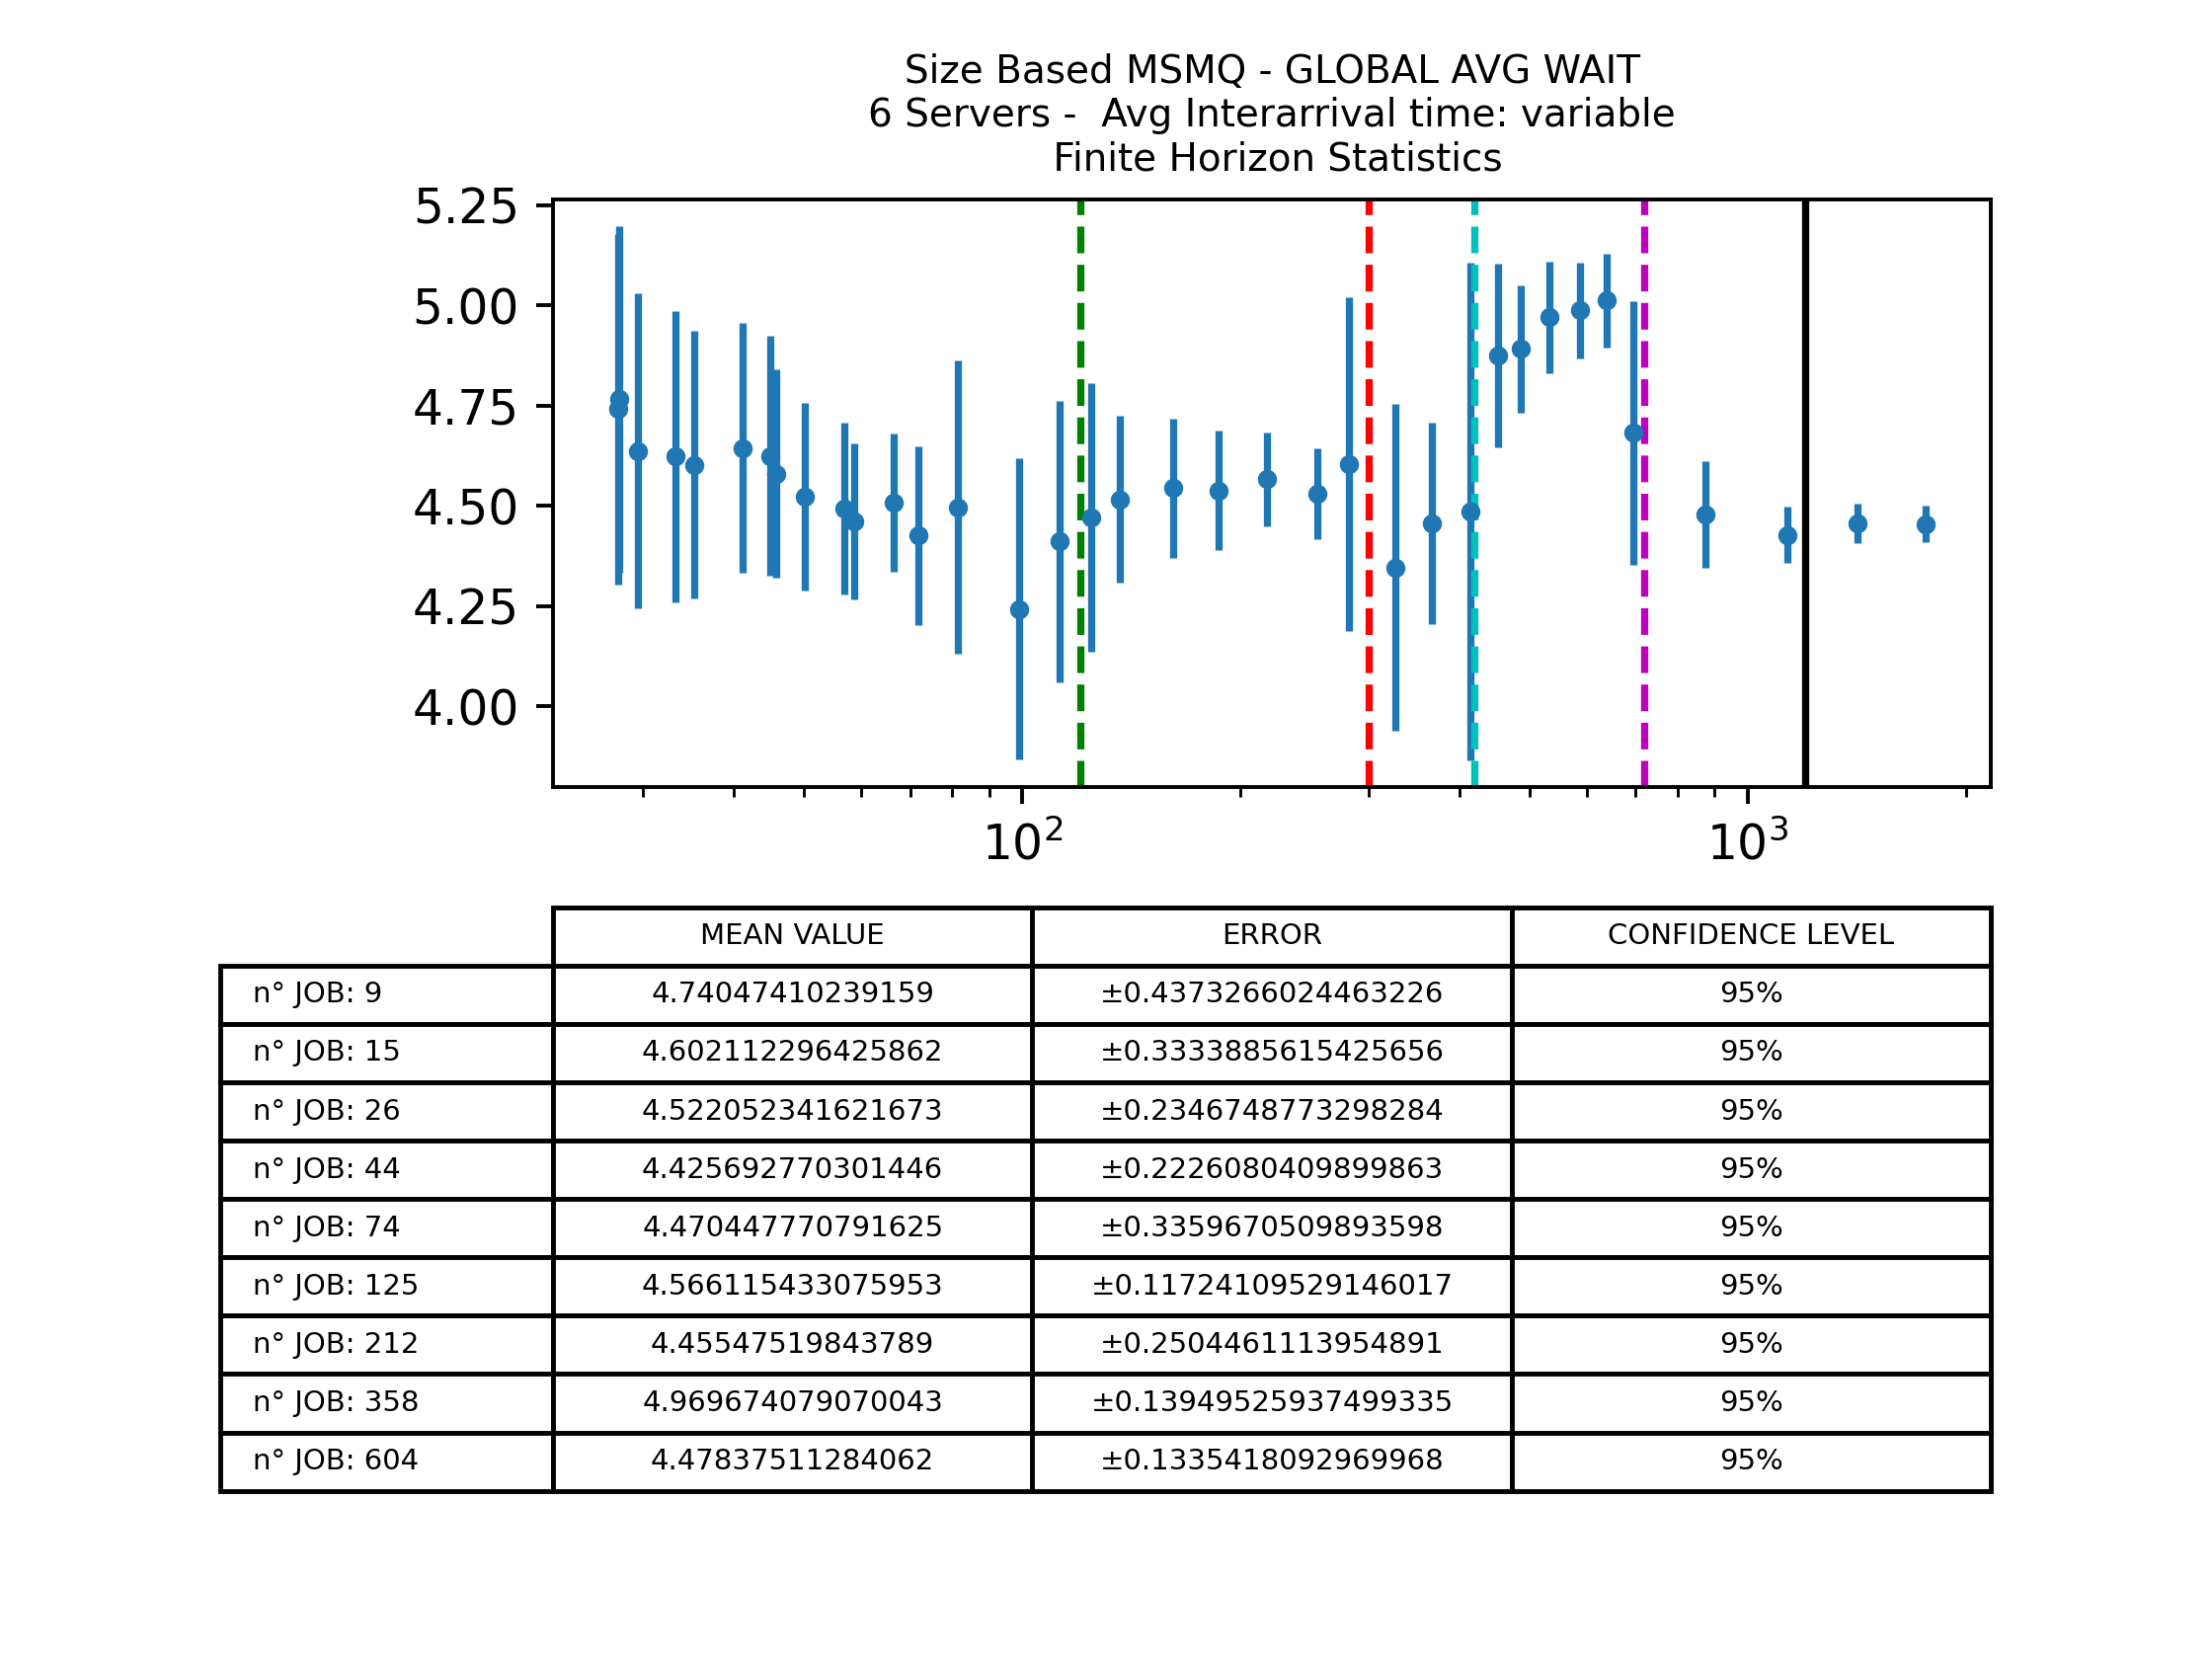 Size Based MSMQ - GLOBAL AVG WAIT
6 Servers -  Avg Interarrival time: variable
Finite Horizon Statistics
5.25
5.00
4.75
4.50
4.25
4.00
10² 10³
MEAN VALUE ERROR CONFIDENCE LEVEL
n° JOB: 9 4.74047410239159 ±0.4373266024463226 95%
n° JOB: 15 4.602112296425862 ±0.3333885615425656 95%
n° JOB: 26 4.522052341621673 ±0.2346748773298284 95%
n° JOB: 44 4.425692770301446 ±0.2226080409899863 95%
n° JOB: 74 4.470447770791625 ±0.3359670509893598 95%
n° JOB: 125 4.566115433075953 ±0.11724109529146017 95%
n° JOB: 212 4.45547519843789 ±0.2504461113954891 95%
n° JOB: 358 4.969674079070043 ±0.13949525937499335 95%
n° JOB: 604 4.47837511284062 ±0.1335418092969968 95%